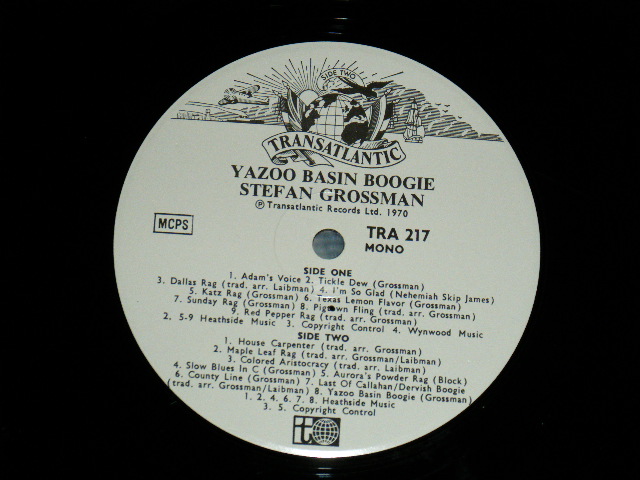 SIDE TWO
TRANSATLANTIC
YAZOO BASIN BOOGIE
STEFAN GROSSMAN
Ⓟ Transatlantic Records Ltd. 1970
MCPS
TRA 217
MONO
SIDE ONE
1. Adam's Voice 2. Tickle Dew (Grossman)
3. Dallas Rag (trad. arr. Laibman) 4. I'm So Glad (Nehemiah Skip James)
5. Katz Rag (Grossman) 6. Texas Lemon Flavor (Grossman)
7. Sunday Rag (Grossman) 8. Pigtown Fling (trad. arr. Grossman)
9. Red Pepper Rag (trad. arr. Grossman)
2. 5-9 Heathside Music 3. Copyright Control 4. Wynwood Music
SIDE TWO
1. House Carpenter (trad. arr. Grossman)
2. Maple Leaf Rag (trad. arr. Grossman/Laibman)
3. Colored Aristocracy (trad. arr. Laibman)
4. Slow Blues In C (Grossman) 5. Aurora's Powder Rag (Block)
6. County Line (Grossman) 7. Last Of Callahan/Dervish Boogie
(trad. arr. Grossman/Laibman) 8. Yazoo Basin Boogie (Grossman)
1. 2. 4. 6. 7. 8. Heathside Music
3. 5. Copyright Control